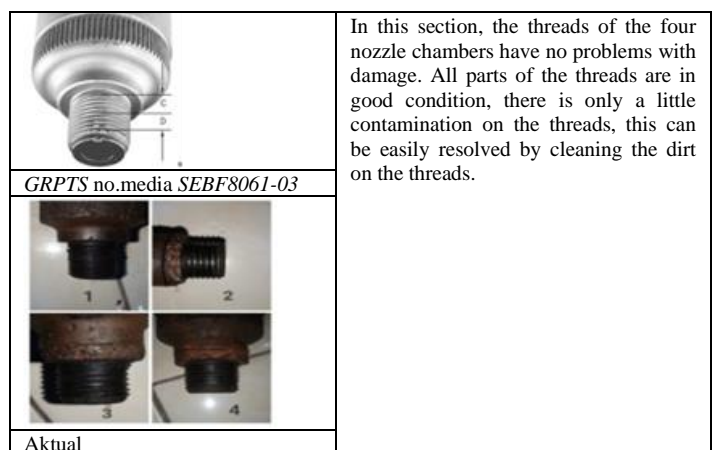 C
D
GRPTS no.media SEBF8061-03
1
2
3
4
Aktual
In this section, the threads of the four
nozzle chambers have no problems with
damage. All parts of the threads are in
good condition, there is only a little
contamination on the threads, this can
be easily resolved by cleaning the dirt
on the threads.